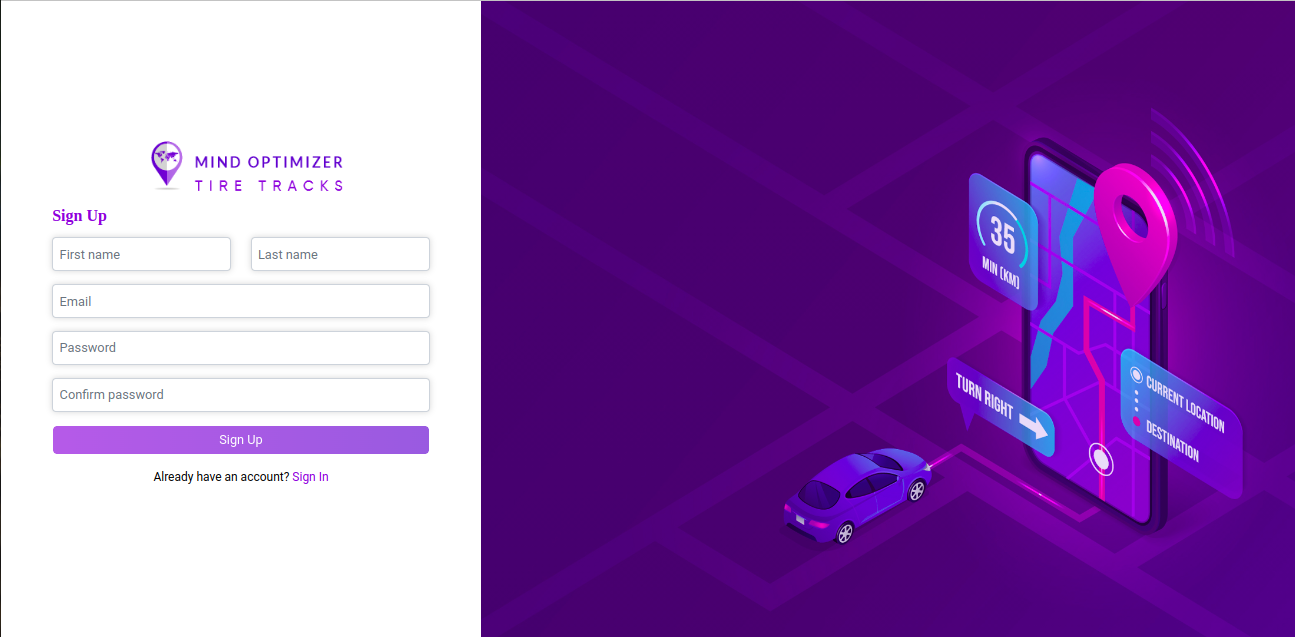 MIND OPTIMIZER
TIRE TRACKS
Sign Up
First name
Last name
Email
Password
Confirm password
Sign Up
Already have an account? Sign In
35
MIN (KM)
TURN RIGHT
CURRENT LOCATION
DESTINATION